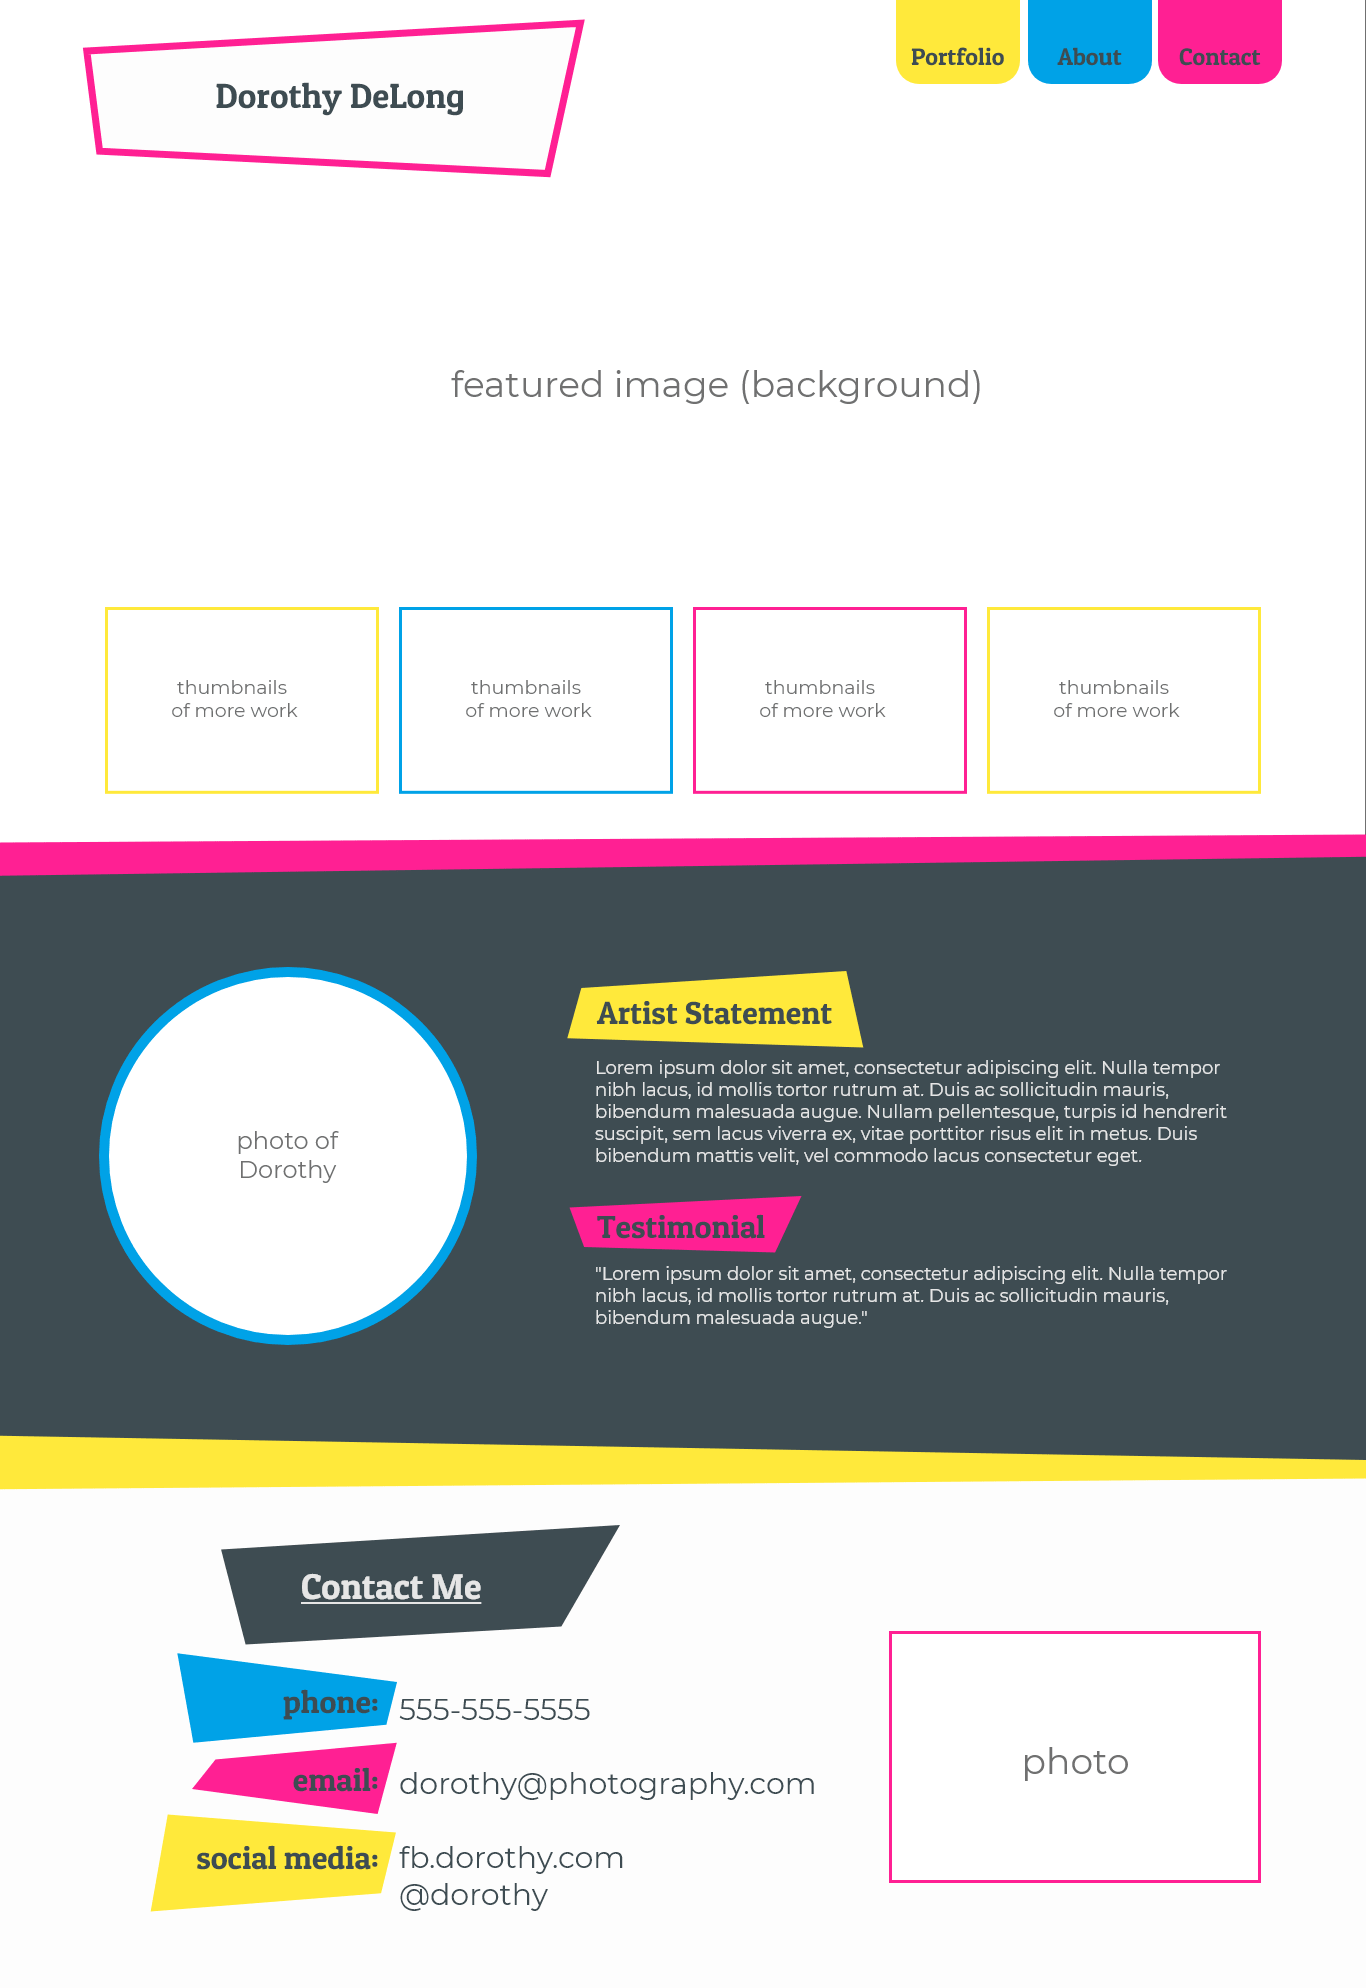 Dorothy DeLong
Portfolio
About
Contact
featured image (background)
thumbnails
of more work
thumbnails
of more work
thumbnails
of more work
thumbnails
of more work
photo of
Dorothy
Artist Statement
Lorem ipsum dolor sit amet, consectetur adipiscing elit. Nulla tempor
nibh lacus, id mollis tortor rutrum at. Duis ac sollicitudin mauris,
bibendum malesuada augue. Nullam pellentesque, turpis id hendrerit
suscipit, sem lacus viverra ex, vitae porttitor risus elit in metus. Duis
bibendum mattis velit, vel commodo lacus consectetur eget.
Testimonial
"Lorem ipsum dolor sit amet, consectetur adipiscing elit. Nulla tempor
nibh lacus, id mollis tortor rutrum at. Duis ac sollicitudin mauris,
bibendum malesuada augue."
Contact Me
phone: 555-555-5555
email: dorothy@photography.com
social media: fb.dorothy.com
@dorothy
photo